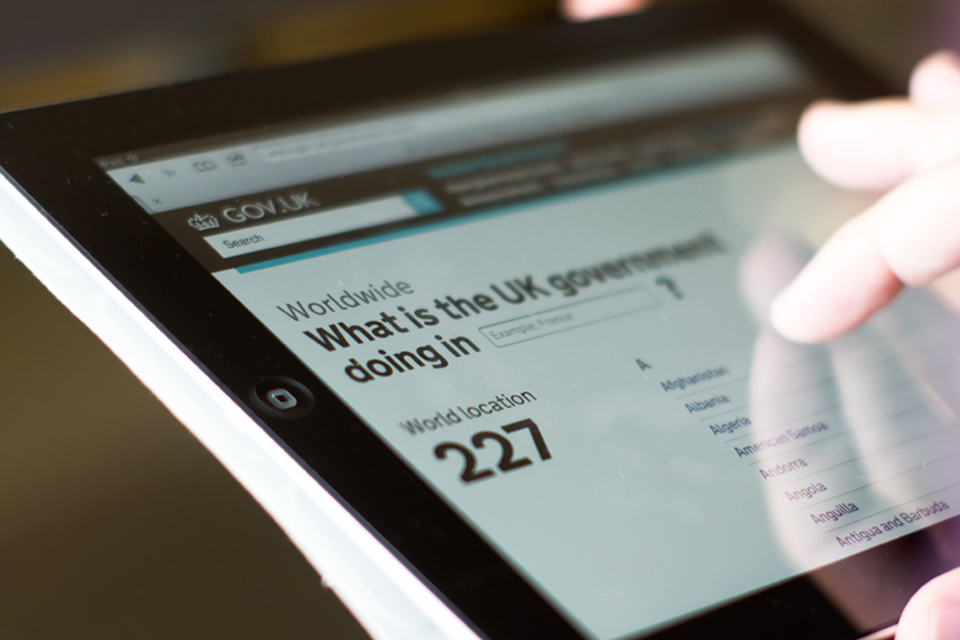 GOV.UK
Search
Worldwide
What is the UK government
doing in Example: France ?
World location
227
A
Afghanistan
Albania
Algeria
American Samoa
Andorra
Angola
Anguilla
Antigua and Barbuda